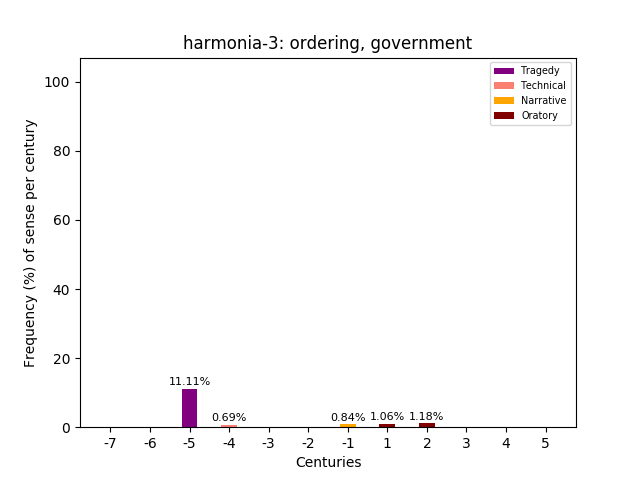 harmonia-3: ordering, government
Frequency (%) of sense per century
100
80
60
40
20
0
Tragedy
Technical
Narrative
Oratory
11.11%
0.69%
0.84%
1.06%
1.18%
-7 -6 -5 -4 -3 -2 -1 1 2 3 4 5
Centuries